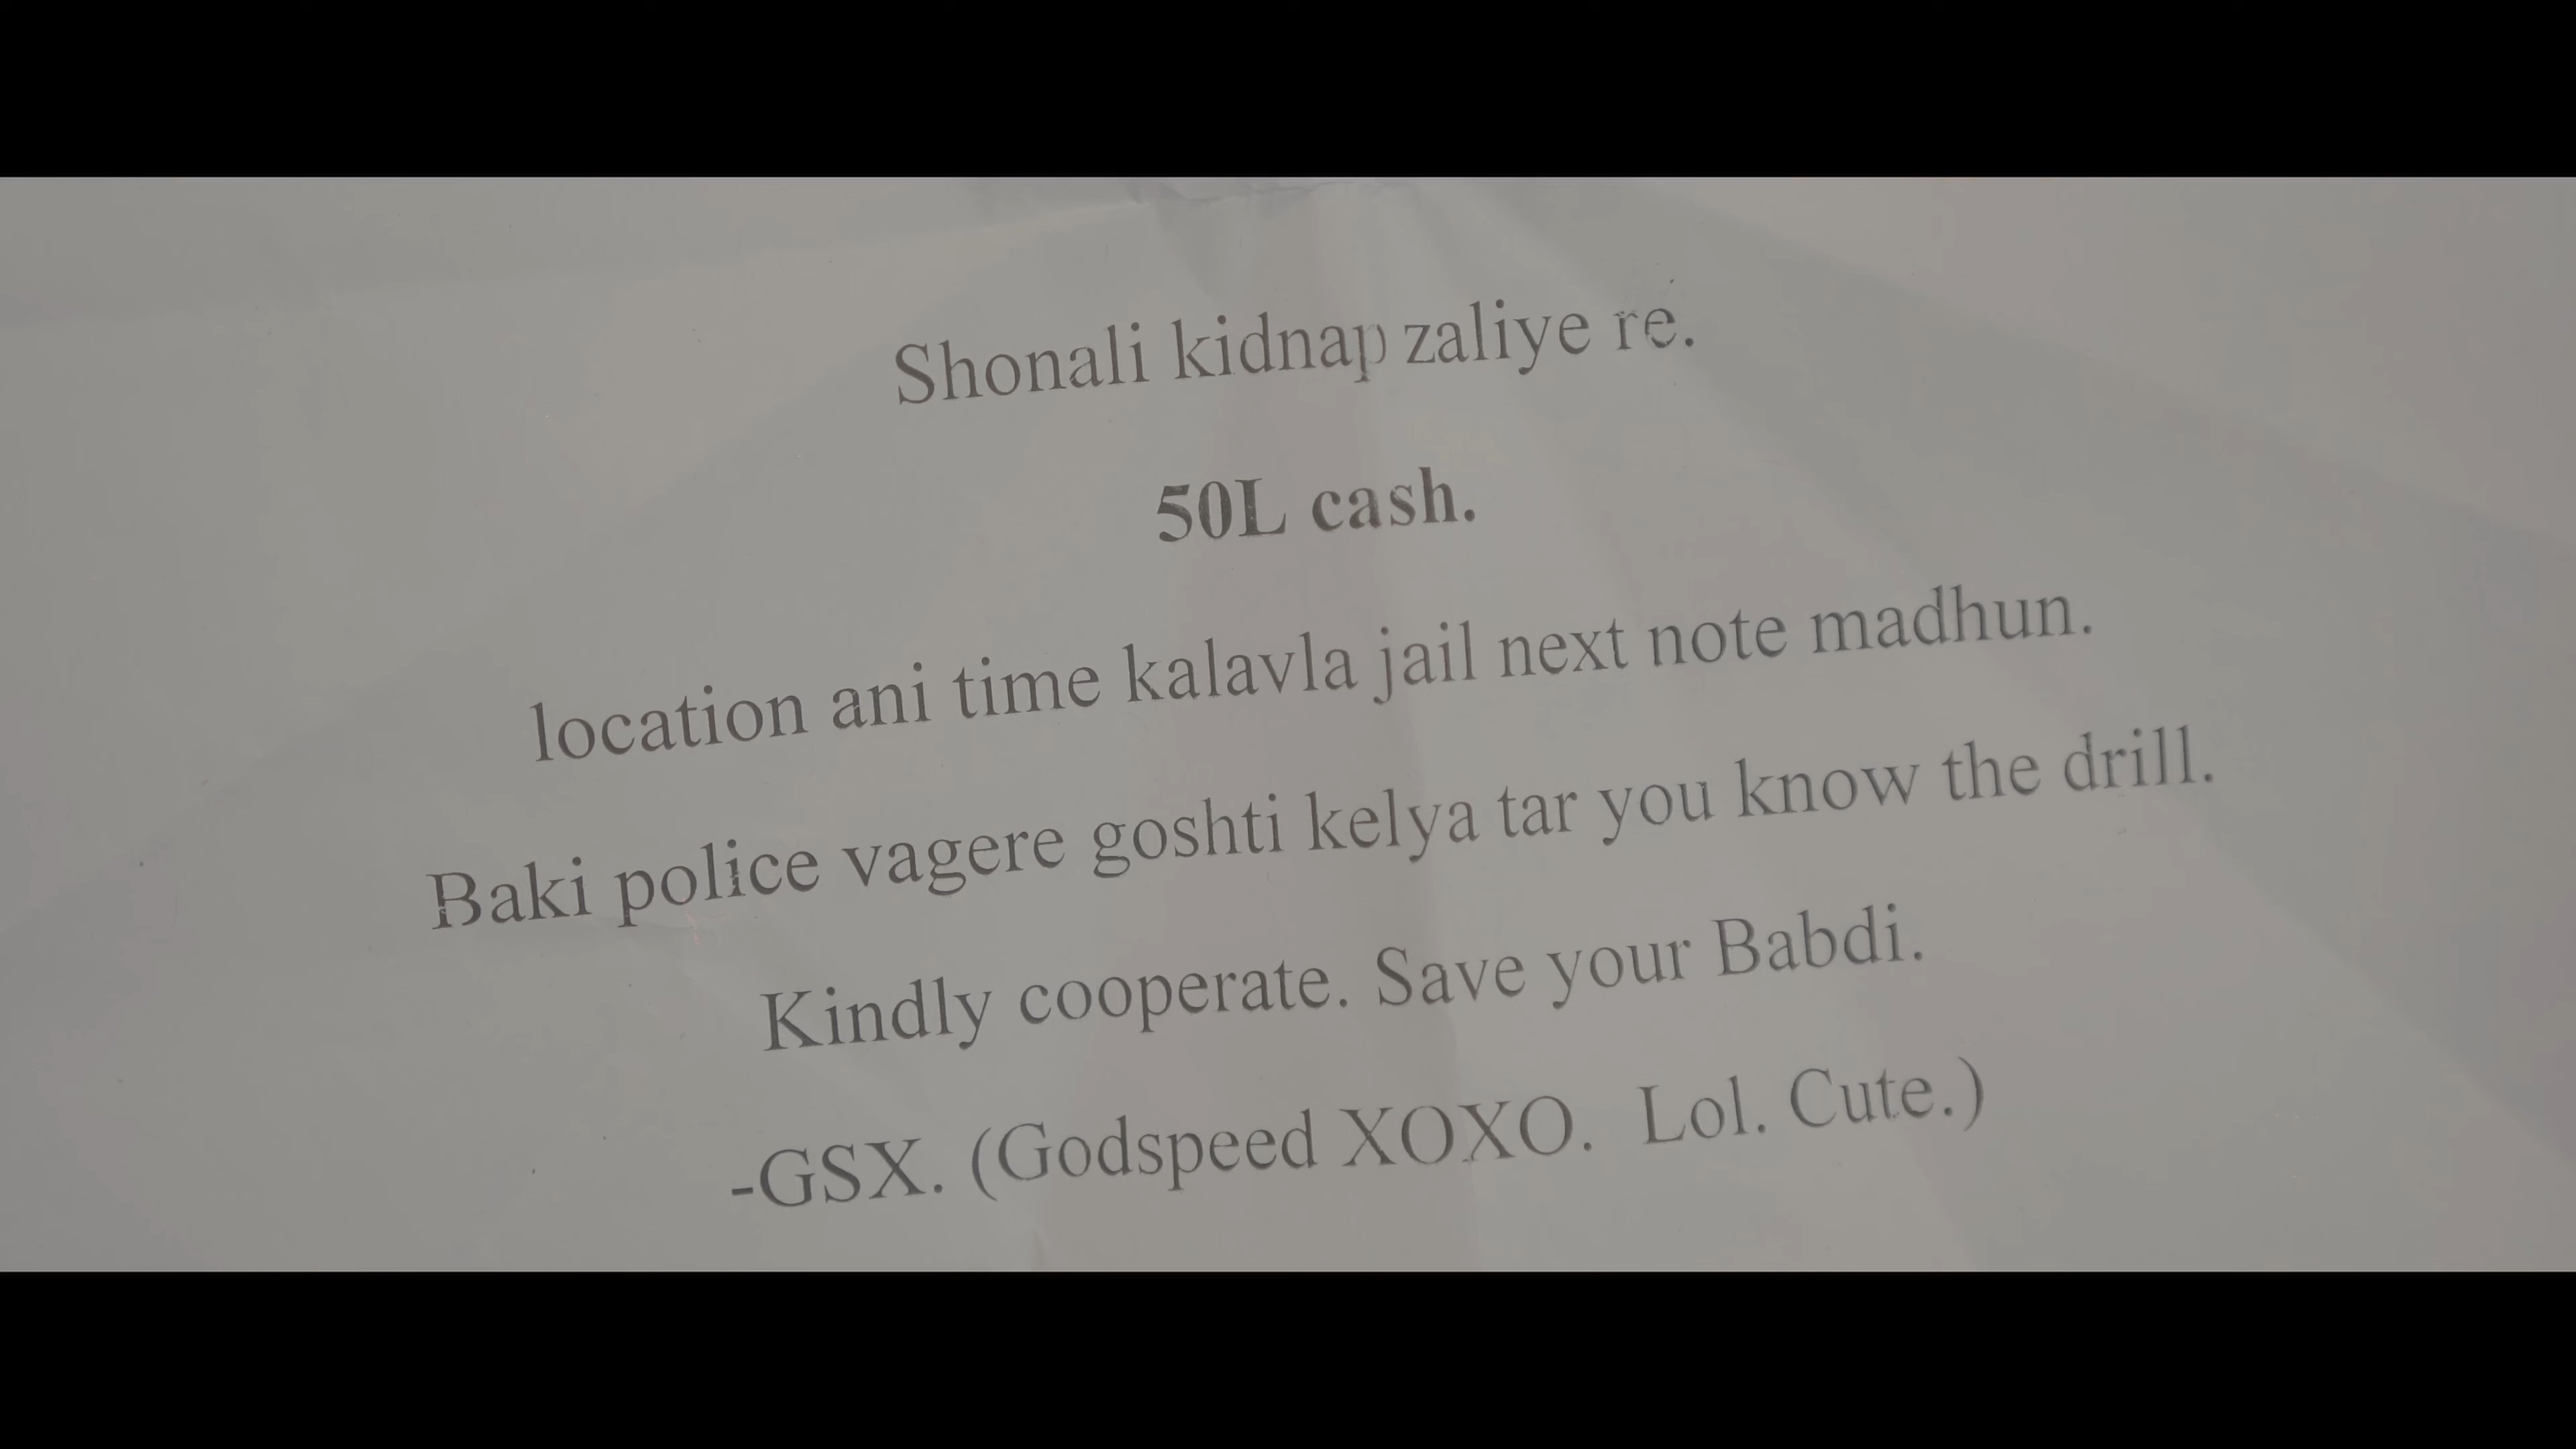 Shonali kidnap zaliye re.
50L cash.
location ani time kalavla jail next note madhun.
Baki police vagere goshti kelya tar you know the drill.
Kindly cooperate. Save your Babdi.
-GSX. (Godspeed XOXO. Lol. Cute.)